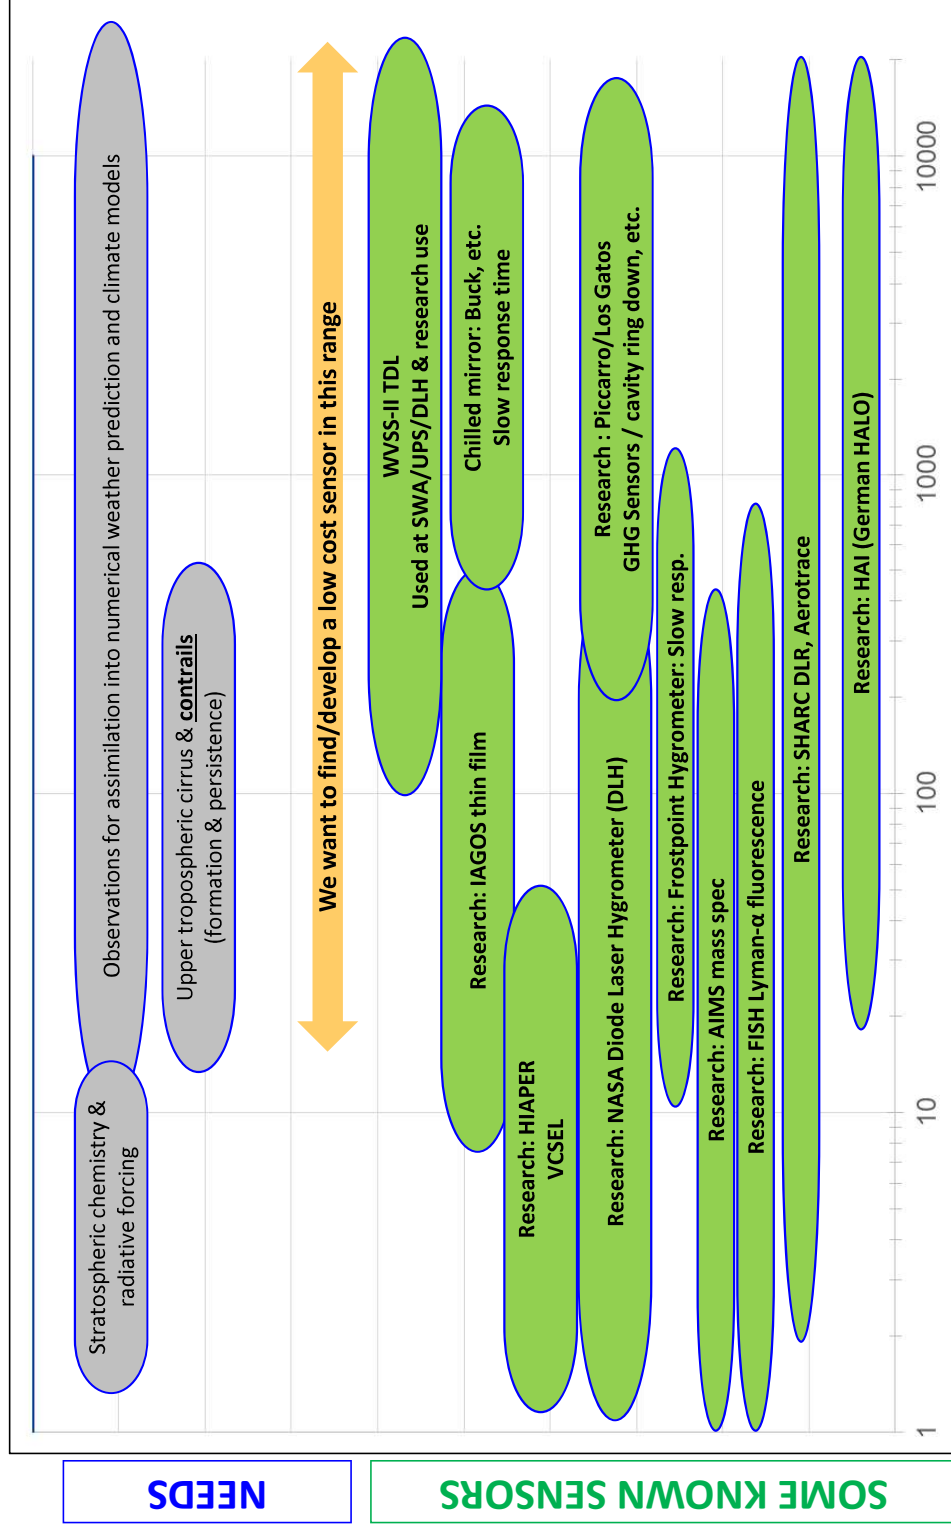 NEEDS
Stratospheric chemistry &
radiative forcing
Observations for assimilation into numerical weather prediction and climate models
Upper tropospheric cirrus & contrails
(formation & persistence)
We want to find/develop a low cost sensor in this range
SOME KNOWN SENSORS
WVSS-II TDL
Used at SWA/UPS/DLH & research use
Research: IAGOS thin film
Chilled mirror: Buck, etc.
Slow response time
Research: HIAPER
VCSEL
Research: NASA Diode Laser Hygrometer (DLH)
Research : Piccarro/Los Gatos
GHG Sensors / cavity ring down, etc.
Research: Frostpoint Hygrometer: Slow resp.
Research: AIMS mass spec
Research: FISH Lyman-α fluorescence
Research: SHARC DLR, Aerotrace
Research: HAI (German HALO)
1
10
100
1000
10000